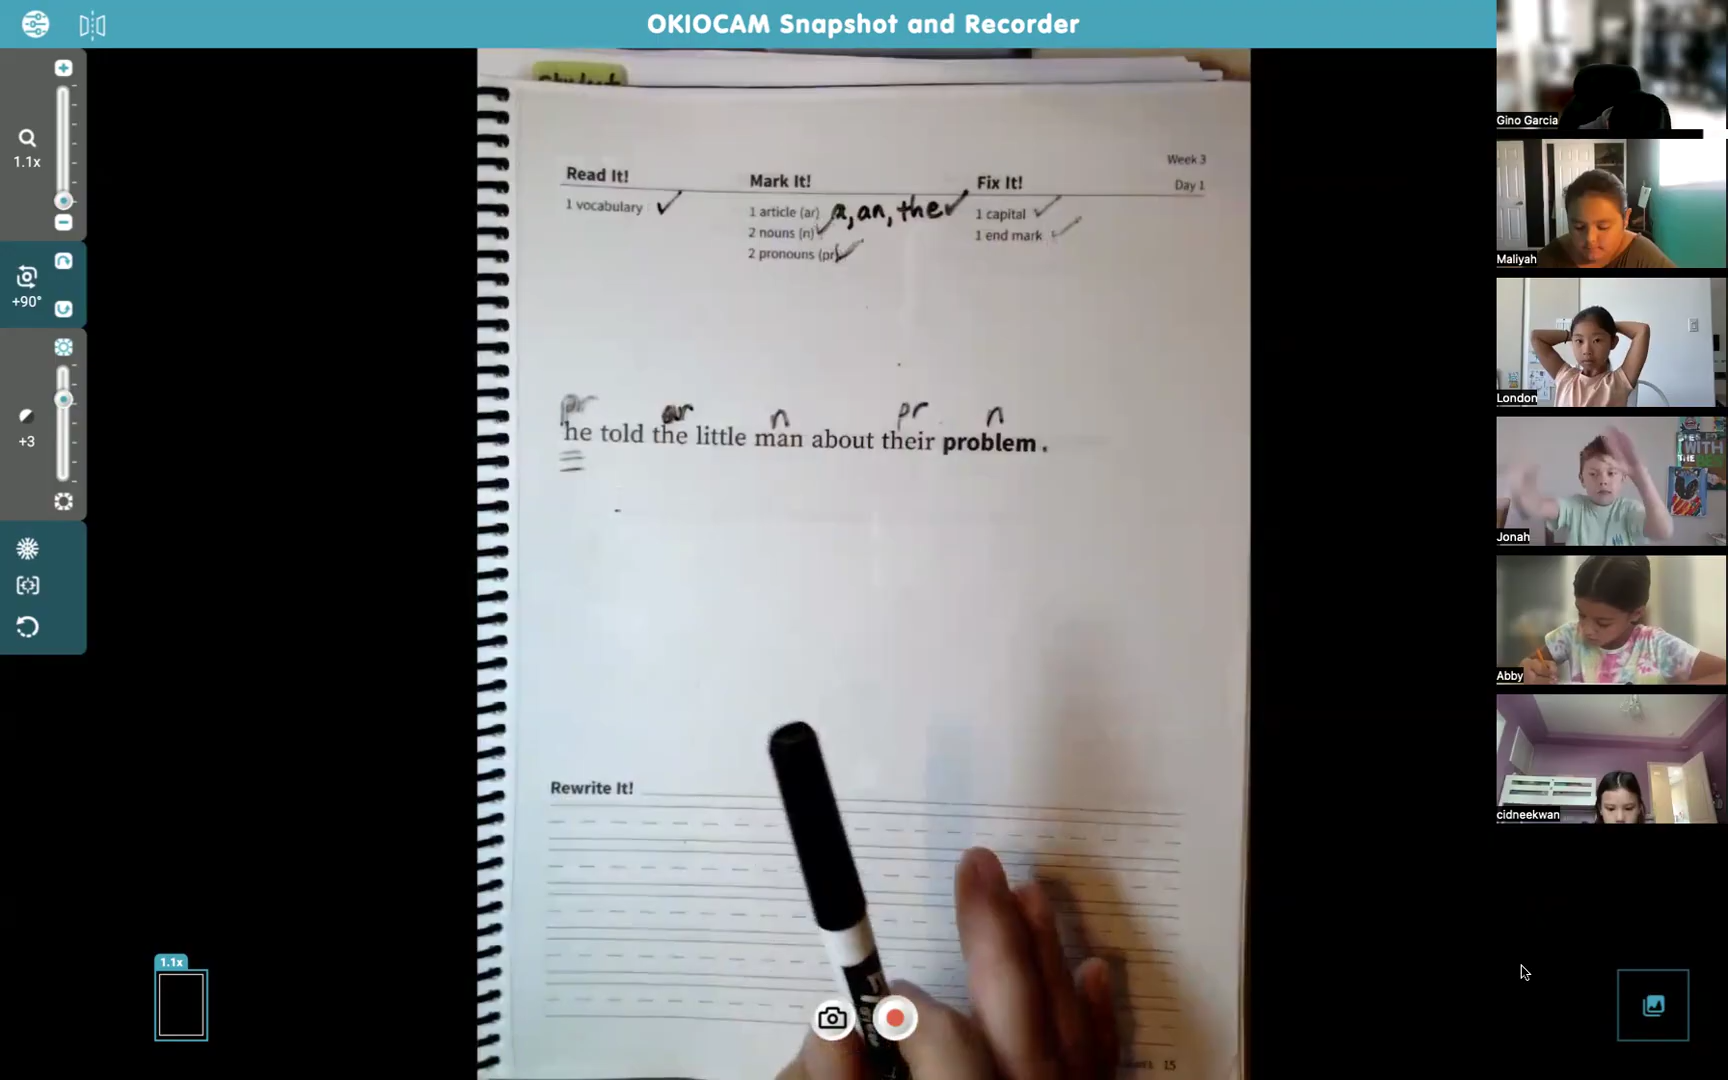 OKIOCAM Snapshot and Recorder
1.1x
+90°
+3
1.1x
Week 3
Day 1
Read It!
1 vocabulary ✓
Mark It!
1 article (ar) a, an, the ✓
2 nouns (n) ✓
2 pronouns (pr) ✓
Fix It!
1 capital ✓
1 end mark ✓
pr ar n pr n
he told the little man about their problem .
Rewrite It!
15
Gino Garcia
Maliyah
London
Jonah
Abby
cidneekwan